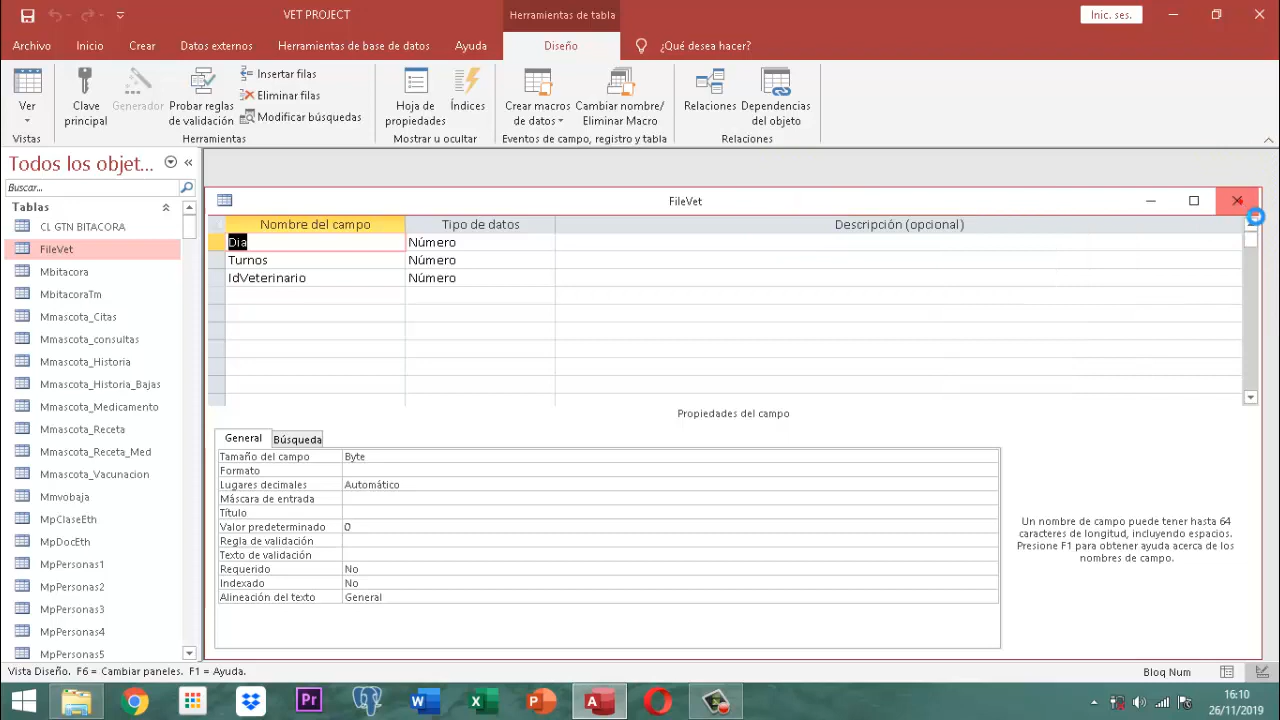 VET PROJECT
Herramientas de tabla
Inic. ses.
Archivo Inicio Crear Datos externos Herramientas de base de datos Ayuda Diseño ¿Qué desea hacer?
Ver
Clave principal
Generador
Probar reglas de validación
Insertar filas
Eliminar filas
Modificar búsquedas
Hoja de propiedades
Índices
Crear macros de datos
Cambiar nombre/ Eliminar Macro
Relaciones
Dependencias del objeto
Vistas Herramientas Mostrar u ocultar Eventos de campo, registro y tabla Relaciones
Todos los objet...
Buscar...
Tablas
CL GTN BITACORA
FileVet
Mbitacora
MbitacoraTm
Mmascota_Citas
Mmascota_consultas
Mmascota_Historia
Mmascota_Historia_Bajas
Mmascota_Medicamento
Mmascota_Receta
Mmascota_Receta_Med
Mmascota_Vacunacion
Mmvobaja
MpClaseEth
MpDocEth
MpPersonas1
MpPersonas2
MpPersonas3
MpPersonas4
MpPersonas5
FileVet
Nombre del campo Tipo de datos Descripción (opcional)
Dia Número
Turnos Número
IdVeterinario Número
Propiedades del campo
General Búsqueda
Tamaño del campo Byte
Formato
Lugares decimales Automático
Máscara de entrada
Título
Valor predeterminado 0
Regla de validación
Texto de validación
Requerido No
Indexado No
Alineación del texto General
Un nombre de campo puede tener hasta 64
caracteres de longitud, incluyendo espacios.
Presione F1 para obtener ayuda acerca de los
nombres de campo.
Vista Diseño. F6 = Cambiar paneles. F1 = Ayuda.
Bloq Num
Pr
W
X
P
A
16:10
26/11/2019